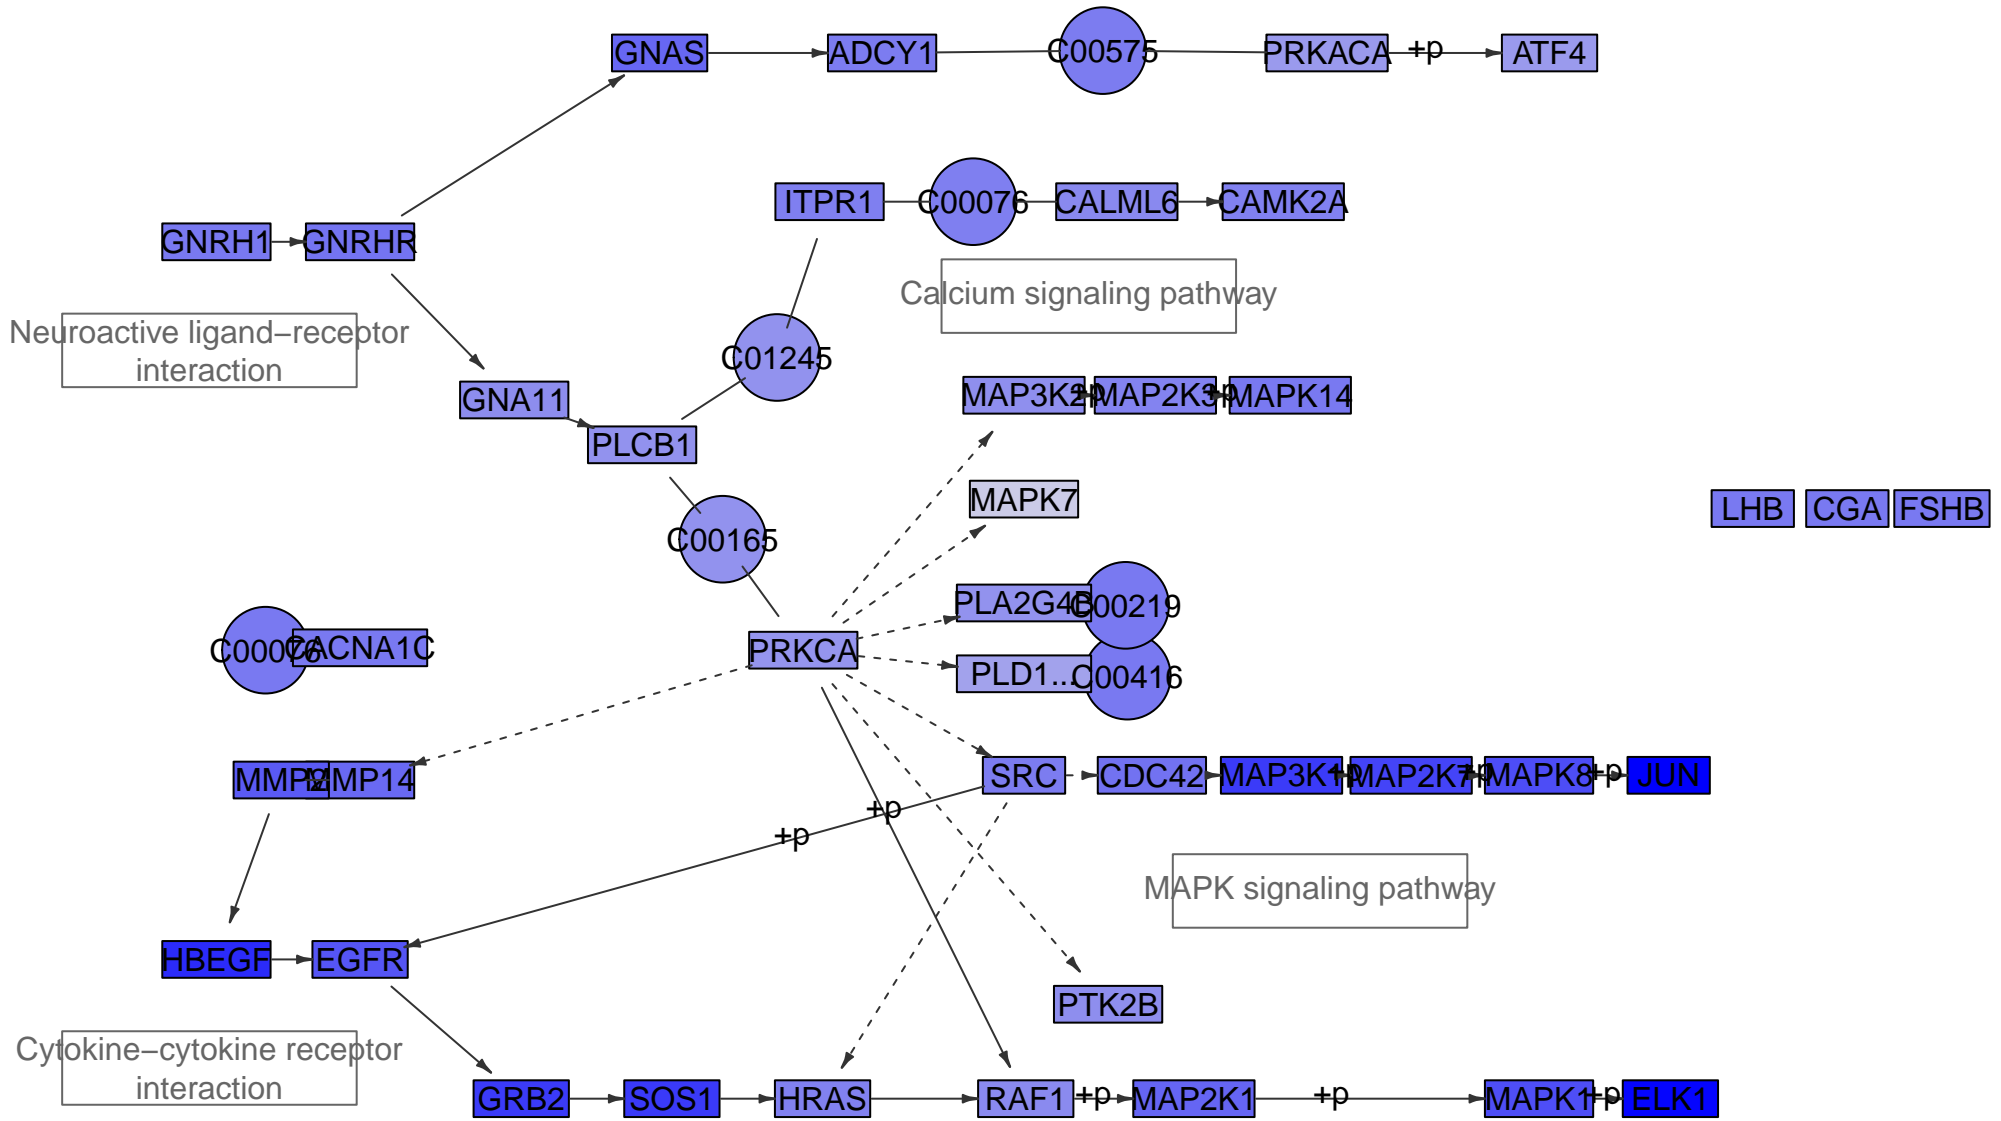 GNAS
ADCY1
C00575
PRKACA
+p
ATF4
ITPR1
C00076
CALML6
CAMK2A
GNRH1
GNRHR
Calcium signaling pathway
Neuroactive ligand–receptor
interaction
C01245
GNA11
MAP3K2
+p
MAP2K3
+p
MAPK14
PLCB1
MAPK7
LHB
CGA
FSHB
C00165
PLA2G4B
C00219
C00076
CACNA1C
PRKCA
PLD1...
C00416
MMP2
MMP14
SRC
CDC42
MAP3K1
+p
MAP2K7
+p
MAPK8
+p
JUN
+p
+p
MAPK signaling pathway
HBEGF
EGFR
PTK2B
Cytokine–cytokine receptor
interaction
GRB2
SOS1
HRAS
RAF1
+p
MAP2K1
+p
MAPK1
+p
ELK1